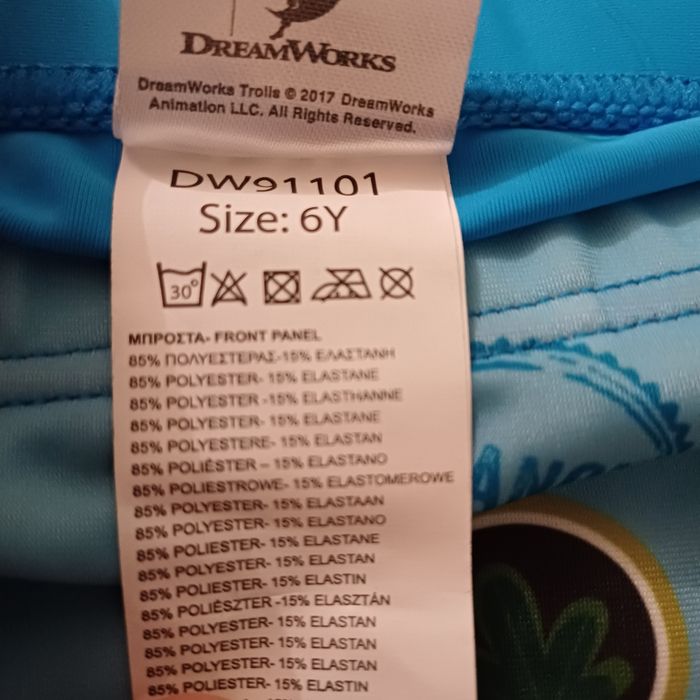 DREAMWORKS
DreamWorks Trolls © 2017 DreamWorks
Animation LLC. All Rights Reserved.
DW91101
Size: 6Y
30°
ΜΠΡΟΣΤΑ- FRONT PANEL
85% ΠΟΛΥΕΣΤΕΡΑΣ-15% ΕΛΑΣΤΑΝΗ
85% POLYESTER- 15% ELASTANE
85% POLYESTER -15% ELASTHANNE
85% POLYESTER- 15% ELASTANE
85% POLYESTERE- 15% ELASTAN
85% POLIÉSTER – 15% ELASTANO
85% POLIESTROWE- 15% ELASTOMEROWE
85% POLYESTER- 15% ELASTAAN
85% POLYESTER- 15% ELASTANO
85% POLIESTER- 15% ELASTANE
85% POLYESTER- 15% ELASTAN
85% POLIESTER- 15% ELASTIN
85% POLIÉSZTER -15% ELASZTÁN
85% POLYESTER- 15% ELASTAN
85% POLYESTER- 15% ELASTAN
85% POLYESTER- 15% ELASTAN
85% POLIESTER- 15% ELASTIN